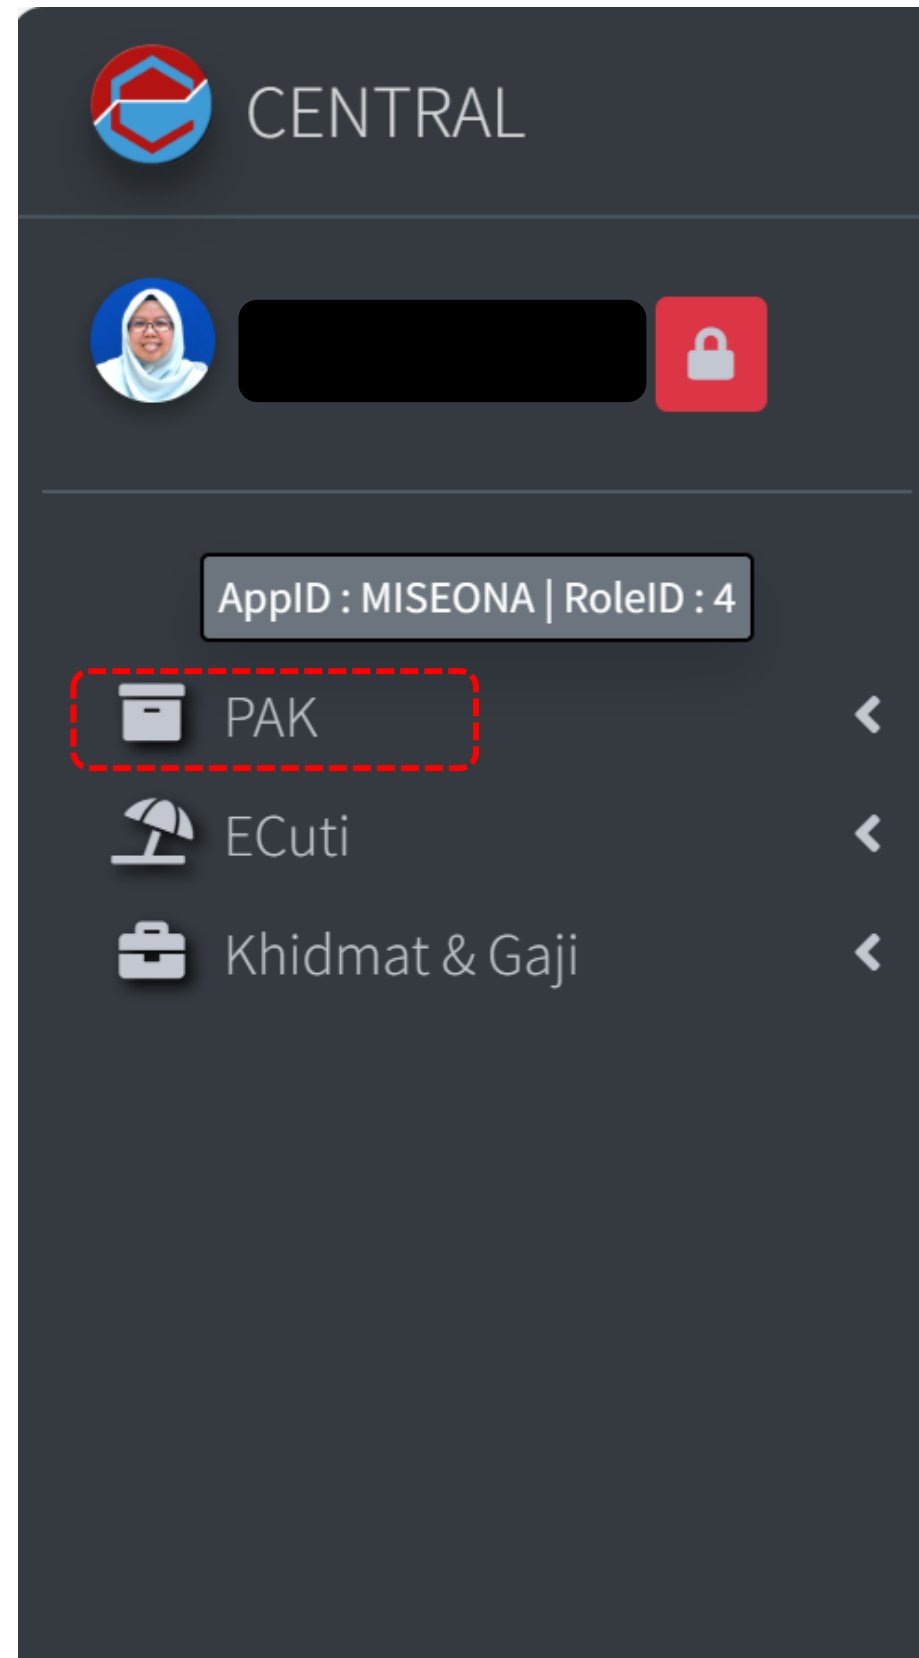 CENTRAL
AppID : MISEONA | RoleID : 4
PAK
ECuti
Khidmat & Gaji